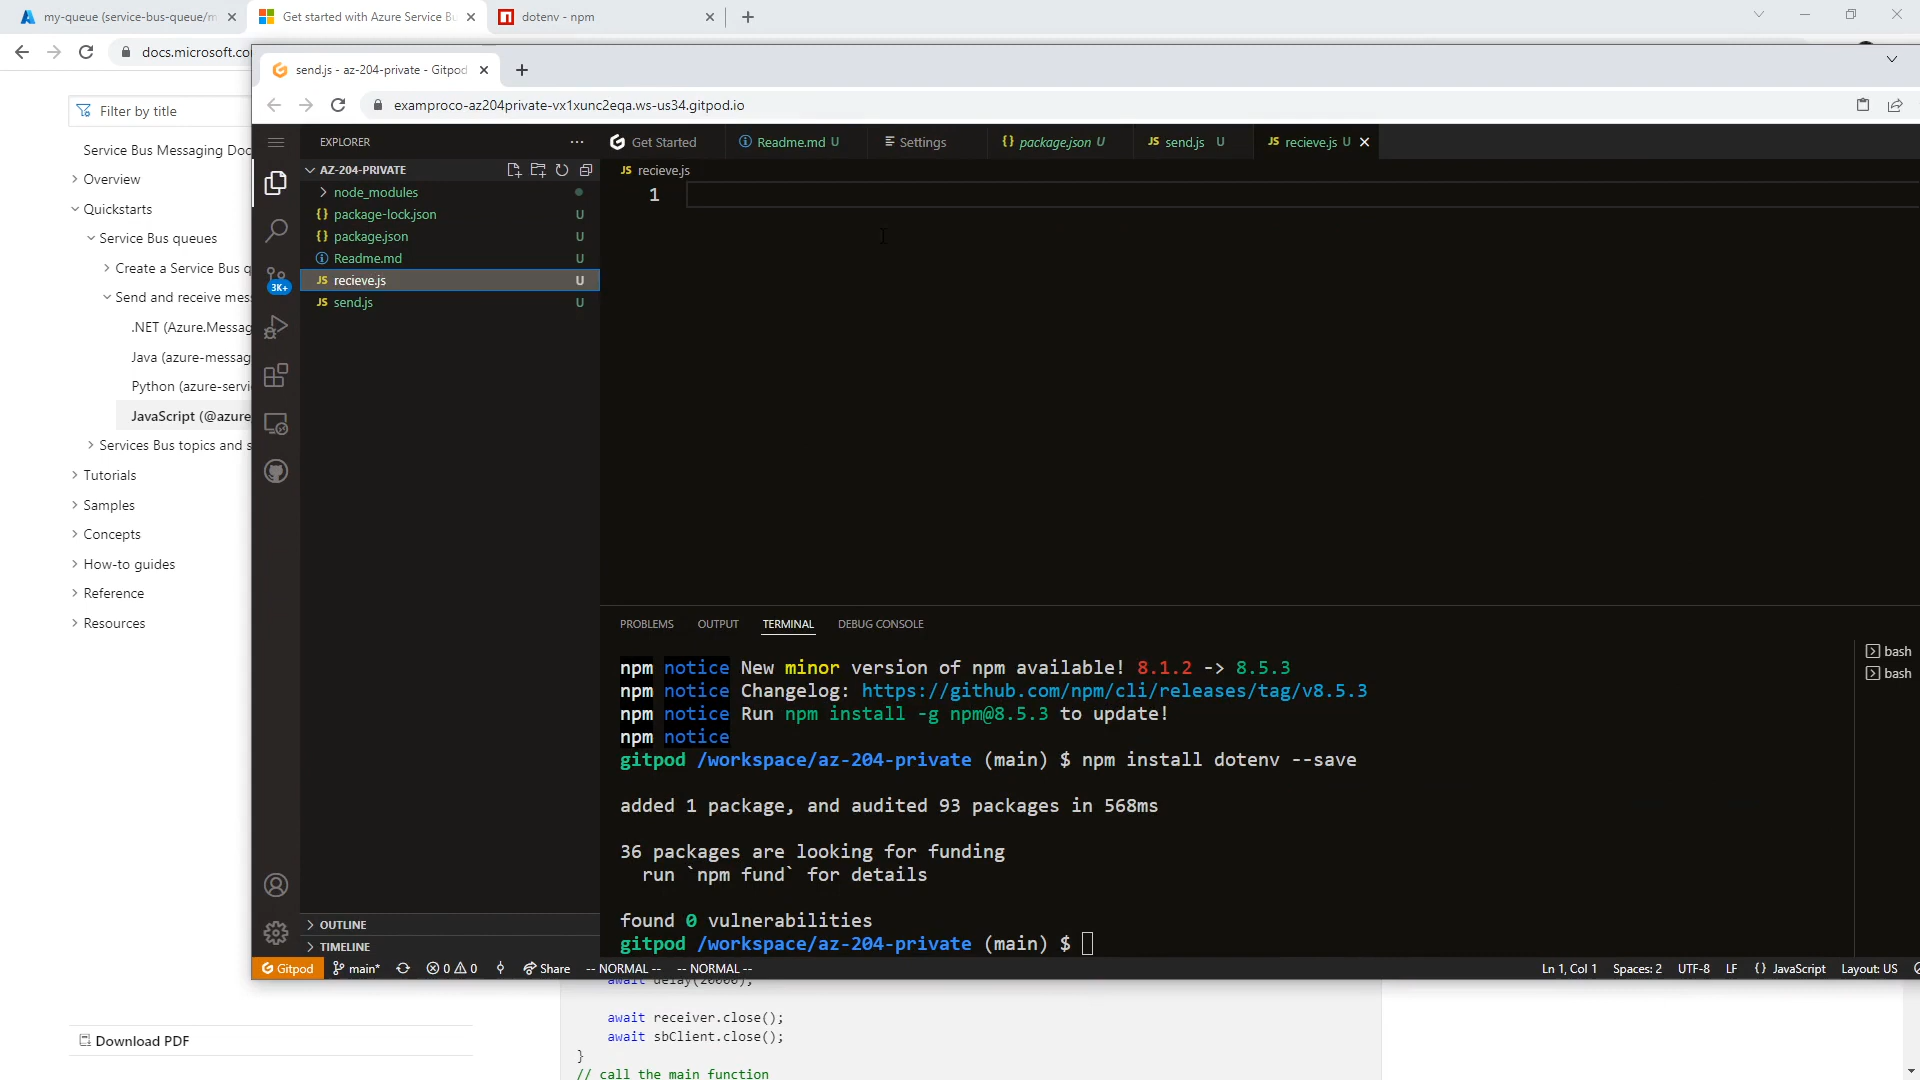 my-queue (service-bus-queue/m
Get started with Azure Service Bu
dotenv - npm
docs.microsoft.co
send.js - az-204-private - Gitpod
examproco-az204private-vx1xunc2eqa.ws-us34.gitpod.io
Filter by title
Service Bus Messaging Doc
Overview
Quickstarts
Service Bus queues
Create a Service Bus q
Send and receive mes
.NET (Azure.Messag
Java (azure-messag
Python (azure-servi
JavaScript (@azure
Services Bus topics and s
Tutorials
Samples
Concepts
How-to guides
Reference
Resources
Download PDF
EXPLORER
AZ-204-PRIVATE
node_modules
{} package-lock.json U
{} package.json U
Readme.md U
JS recieve.js U
JS send.js U
3K+
OUTLINE
TIMELINE
Get Started
Readme.md U
Settings
{} package.json U
JS send.js U
JS recieve.js U
JS recieve.js
1
PROBLEMS
OUTPUT
TERMINAL
DEBUG CONSOLE
npm notice New minor version of npm available! 8.1.2 -> 8.5.3
npm notice Changelog: https://github.com/npm/cli/releases/tag/v8.5.3
npm notice Run npm install -g npm@8.5.3 to update!
npm notice
gitpod /workspace/az-204-private (main) $ npm install dotenv --save
added 1 package, and audited 93 packages in 568ms
36 packages are looking for funding
run `npm fund` for details
found 0 vulnerabilities
gitpod /workspace/az-204-private (main) $
bash
bash
Gitpod
main*
0
0
Share
-- NORMAL --
-- NORMAL --
Ln 1, Col 1
Spaces: 2
UTF-8
LF
{} JavaScript
Layout: US
await delay(20000);
await receiver.close();
await sbClient.close();
}
// call the main function